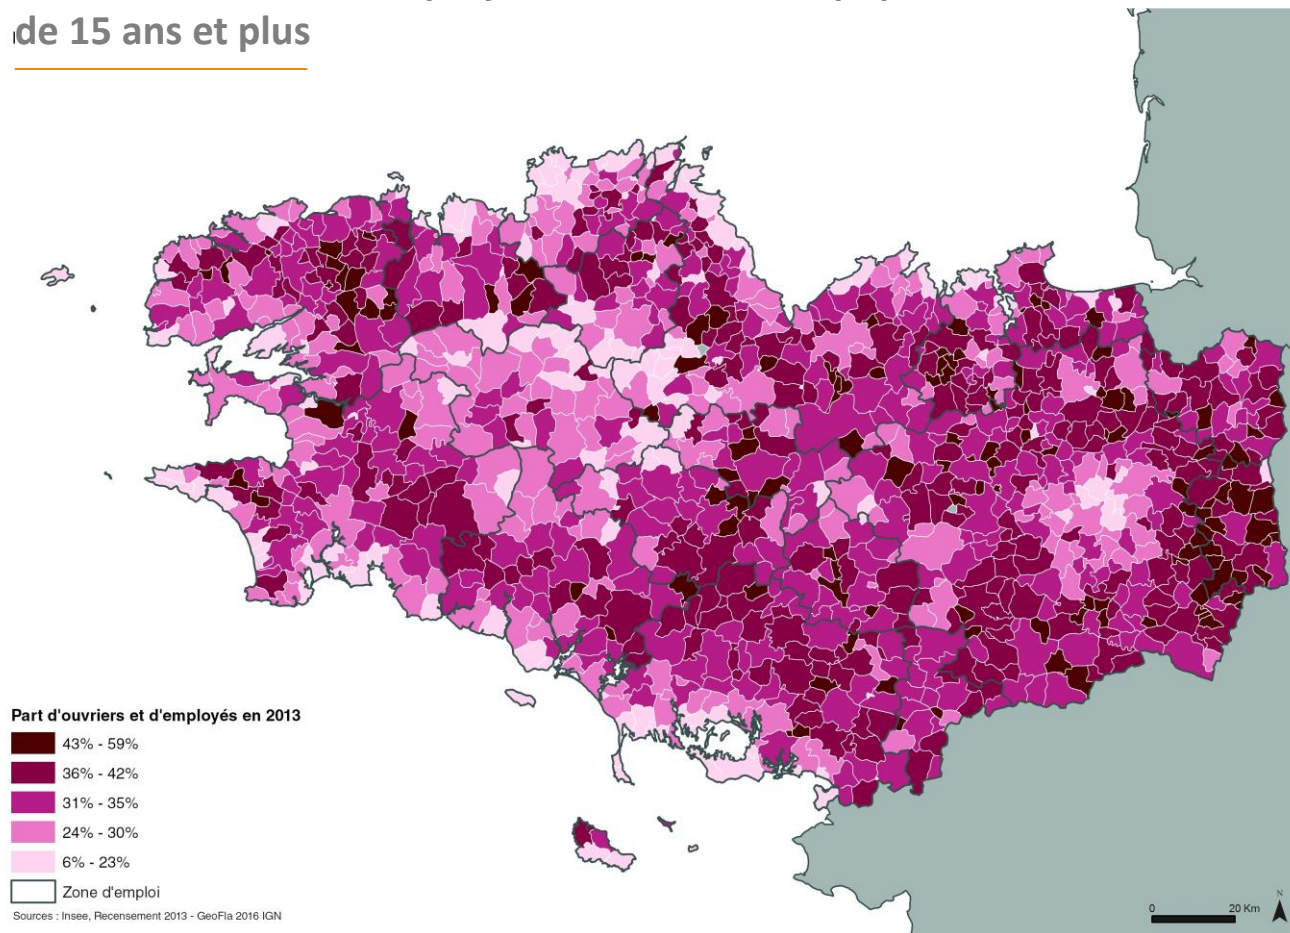 de 15 ans et plus
Part d'ouvriers et d'employés en 2013
43% - 59%
36% - 42%
31% - 35%
24% - 30%
6% - 23%
Zone d'emploi
Sources : Insee, Recensement 2013 - GeoFla 2016 IGN
0 20 Km
N